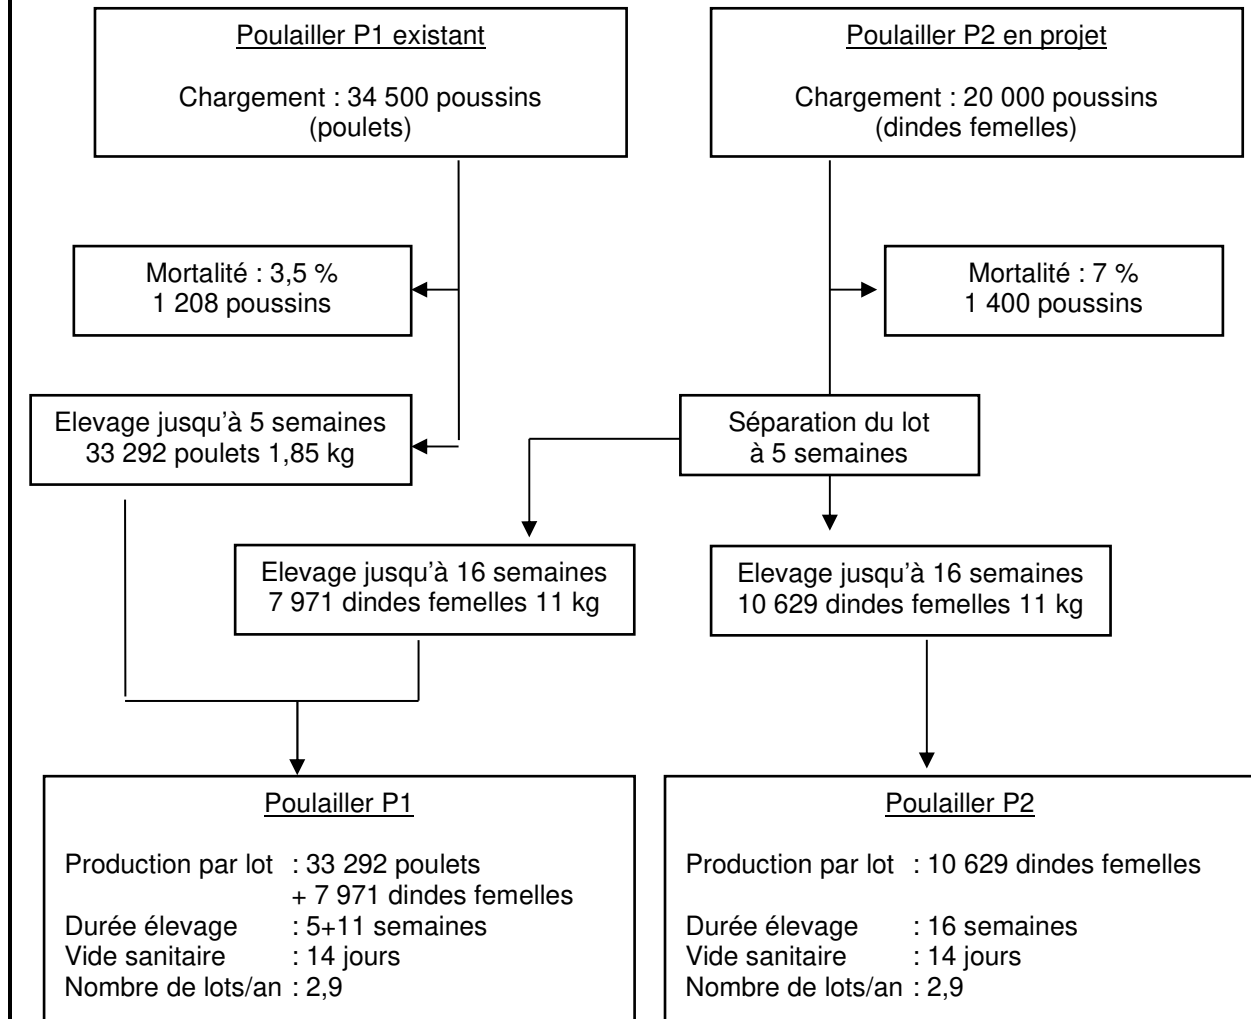 Poulailler P1 existant
Chargement : 34 500 poussins
(poulets)
Poulailler P2 en projet
Chargement : 20 000 poussins
(dindes femelles)
Mortalité : 3,5 %
1 208 poussins
Mortalité : 7 %
1 400 poussins
Elevage jusqu'à 5 semaines
33 292 poulets 1,85 kg
Séparation du lot
à 5 semaines
Elevage jusqu'à 16 semaines
7 971 dindes femelles 11 kg
Elevage jusqu'à 16 semaines
10 629 dindes femelles 11 kg
Poulailler P1
Production par lot : 33 292 poulets
+ 7 971 dindes femelles
Durée élevage : 5+11 semaines
Vide sanitaire : 14 jours
Nombre de lots/an : 2,9
Poulailler P2
Production par lot : 10 629 dindes femelles
Durée élevage : 16 semaines
Vide sanitaire : 14 jours
Nombre de lots/an : 2,9